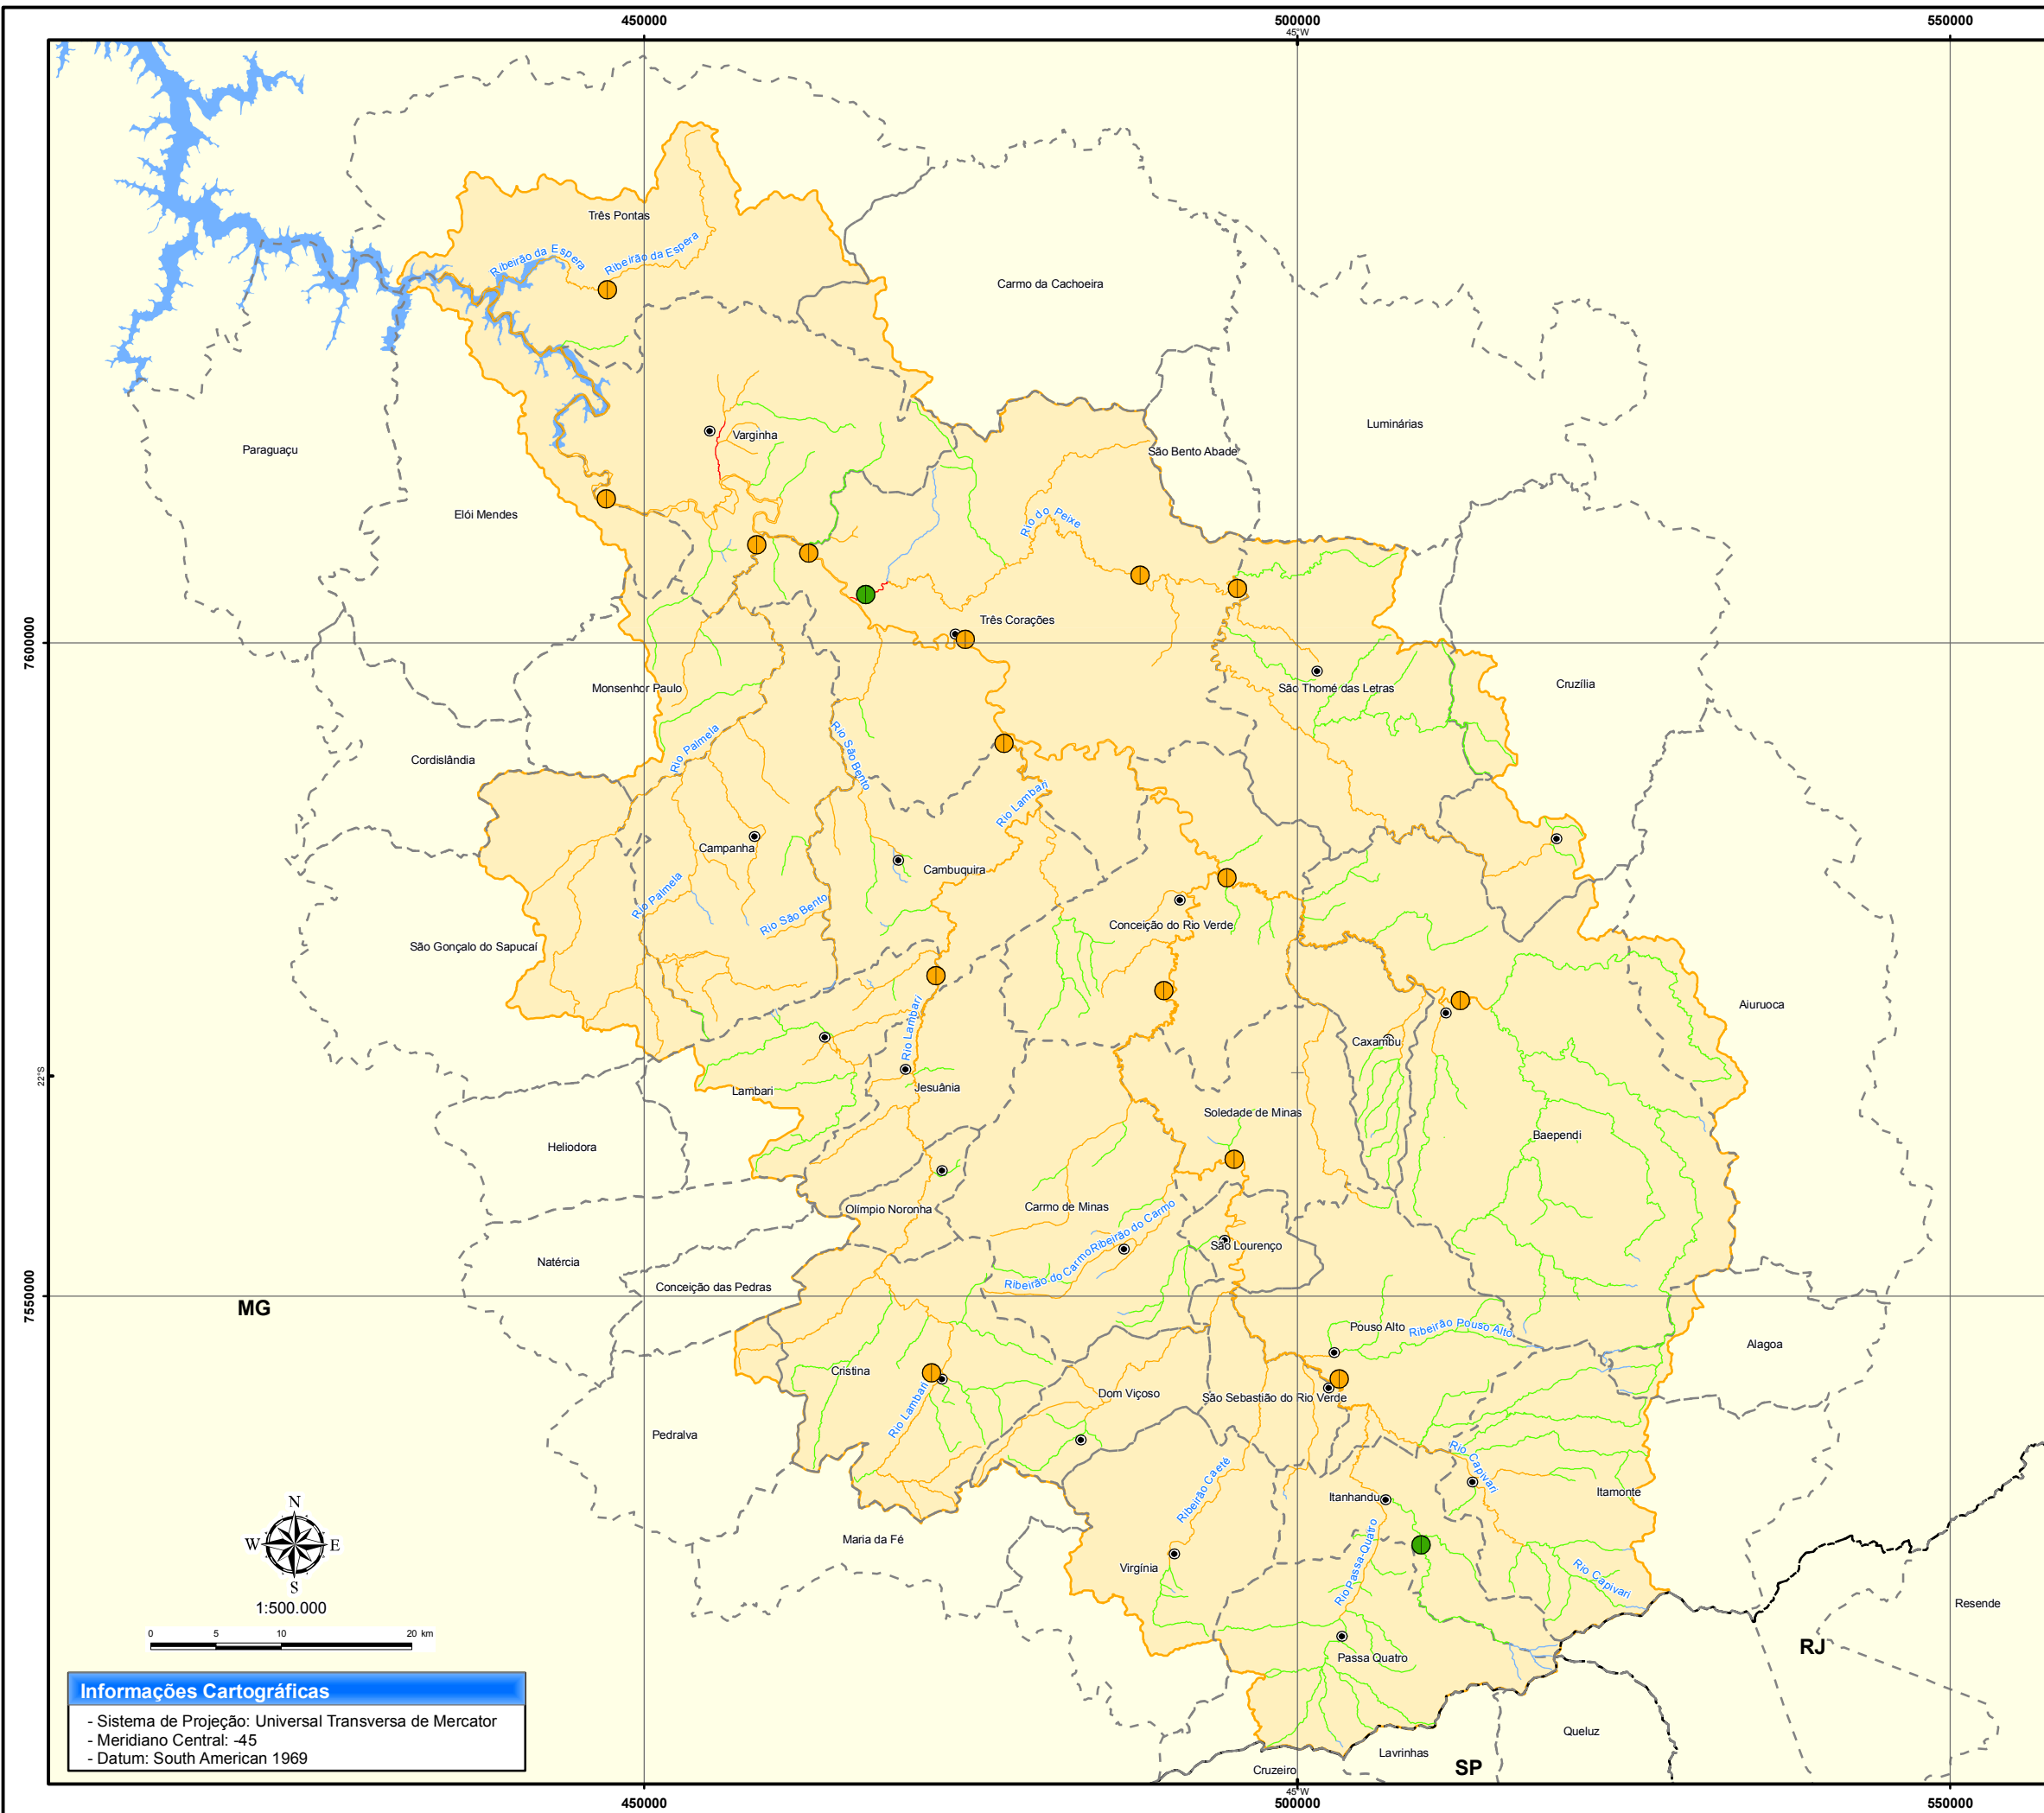 450000
500000
550000
45°W
Três Pontas
Ribeirão da Espera
Ribeirão da Espera
Carmo da Cachoeira
Luminárias
Varginha
São Bento Abade
Paraguaçu
Elói Mendes
Rio do Peixe
Três Corações
7600000
São Thomé das Letras
Cruzília
Monsenhor Paulo
Rio Palmela
Rio São Bento
Cordislândia
Rio Lambari
Campanha
Cambuquira
Rio Palmela
Rio São Bento
Conceição do Rio Verde
São Gonçalo do Sapucaí
Aiuruoca
Rio Lambari
Caxambu
22°S
Lambari
Jesuânia
Soledade de Minas
Baependi
Heliodora
Olímpio Noronha
Carmo de Minas
Ribeirão do Carmo
Ribeirão do Carmo
São Lourenço
Natércia
Conceição das Pedras
7550000
MG
Pouso Alto
Ribeirão Pouso Alto
Alagoa
Cristina
Dom Viçoso
São Sebastião do Rio Verde
Rio Lambari
Pedralva
Rio Capivari
Ribeirão Caeté
Itanhandu
Itamonte
Maria da Fé
Rio Passa-Quatro
Virgínia
Rio Capivari
Resende
RJ
Passa Quatro
Queluz
Lavrinhas
SP
Cruzeiro
N
W
E
S
1:500.000
0 5 10 20 km
Informações Cartográficas
- Sistema de Projeção: Universal Transversa de Mercator
- Meridiano Central: -45
- Datum: South American 1969
45°W
450000
500000
550000